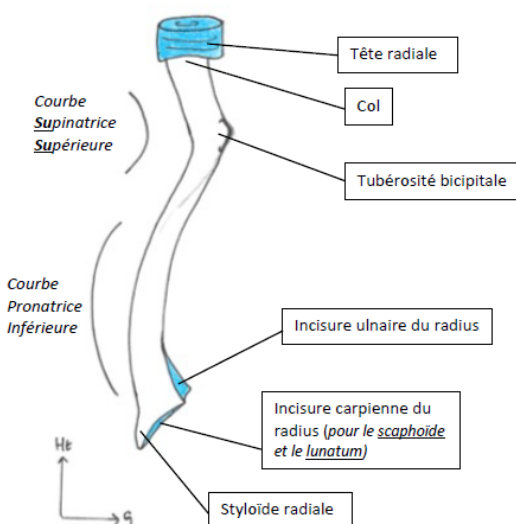 Tête radiale
Col
Courbe
Supinatrice
Supérieure
Tubérosité bicipitale
Courbe
Pronatrice
Inférieure
Incisure ulnaire du radius
Incisure carpienne du
radius (pour le scaphoïde
et le lunatum)
Ht
G
Styloïde radiale